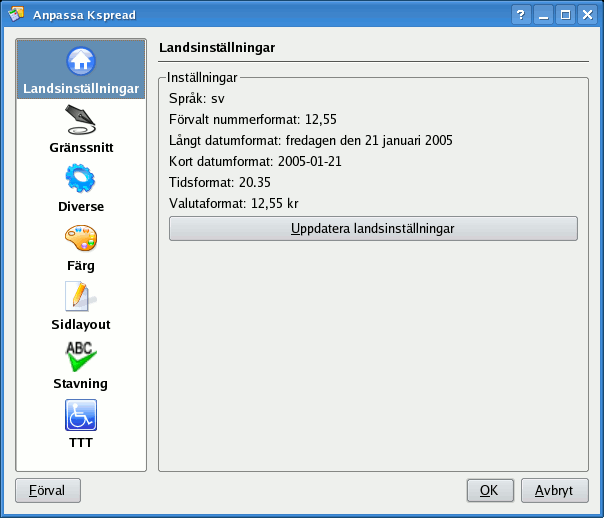 Anpassa Kspread
Landsinställningar
Gränssnitt
Diverse
Färg
Sidlayout
ABC
Stavning
TTT
Landsinställningar
Inställningar
Språk: sv
Förvalt nummerformat: 12,55
Långt datumformat: fredagen den 21 januari 2005
Kort datumformat: 2005-01-21
Tidsformat: 20.35
Valutaformat: 12,55 kr
Uppdatera landsinställningar
Förval
OK
Avbryt